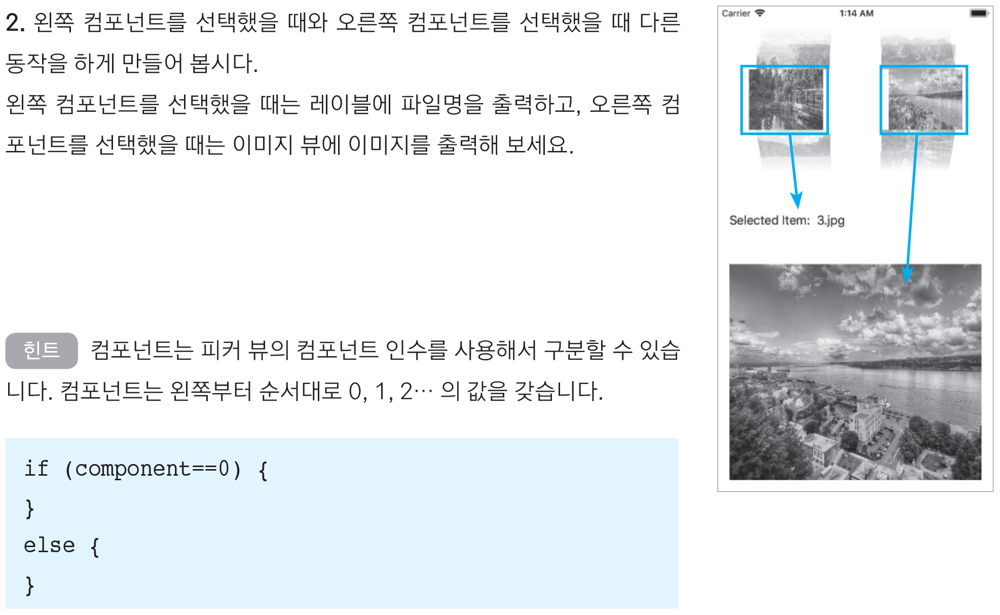 2. 왼쪽 컴포넌트를 선택했을 때와 오른쪽 컴포넌트를 선택했을 때 다른
동작을 하게 만들어 봅시다.
왼쪽 컴포넌트를 선택했을 때는 레이블에 파일명을 출력하고, 오른쪽 컴
포넌트를 선택했을 때는 이미지 뷰에 이미지를 출력해 보세요.
힌트 컴포넌트는 피커 뷰의 컴포넌트 인수를 사용해서 구분할 수 있습
니다. 컴포넌트는 왼쪽부터 순서대로 0, 1, 2… 의 값을 갖습니다.
if (component==0) {
}
else {
}
Carrier 1:14 AM
Selected Item: 3.jpg